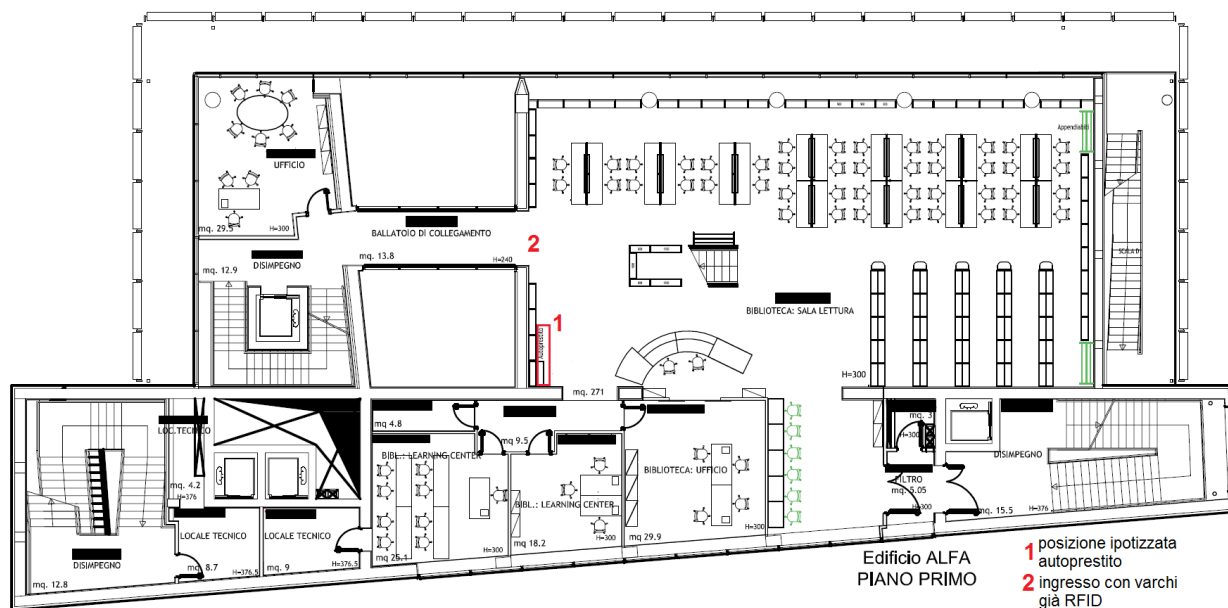 Appendiabiti
UFFICIO
mq. 29.5
H=300
BALLATOIO DI COLLEGAMENTO
2
DISIMPEGNO
mq. 13.8
H=240
mq. 12.9
SCALA D
BIBLIOTECA: SALA LETTURA
1
Autoprestito
H=300
mq. 271
LOC.TECNICO
mq 4.8
mq. 9.5
mq. 3
H=300
DISIMPEGNO
BIBL.: LEARNING CENTER
BIBLIOTECA: UFFICIO
mq. 4.2
H=376
FILTRO
mq. 5.05
BIBL.: LEARNING CENTER
H=300
mq. 15.5
H=376
LOCALE TECNICO
LOCALE TECNICO
H=300
H=300
H=300
mq 25.1
mq 18.2
mq 29.9
DISIMPEGNO
mq. 8.7
H=376.5
mq. 9
H=376.5
mq. 12.8
Edificio ALFA
PIANO PRIMO
1 posizione ipotizzata
autoprestito
2 ingresso con varchi
già RFID